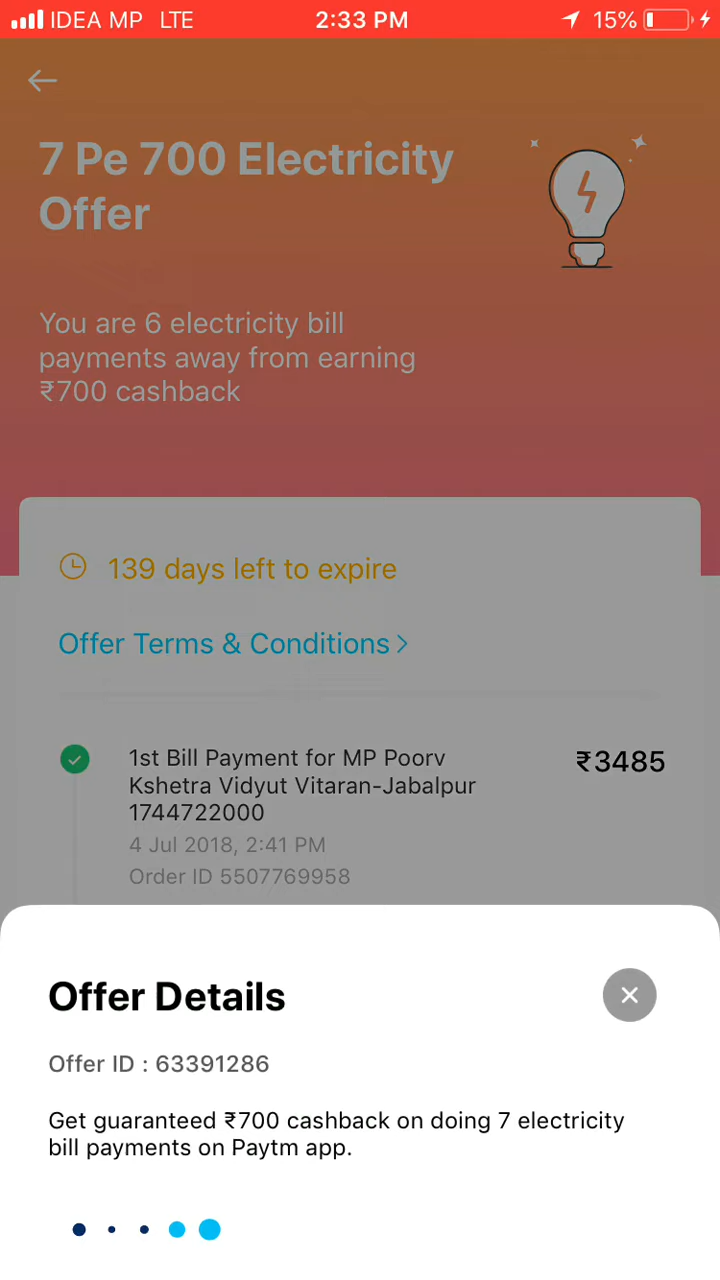 IDEA MP LTE 2:33 PM 15%
7 Pe 700 Electricity
Offer
You are 6 electricity bill
payments away from earning
₹700 cashback
139 days left to expire
Offer Terms & Conditions
1st Bill Payment for MP Poorv
₹3485
Kshetra Vidyut Vitaran-Jabalpur
1744722000
4 Jul 2018, 2:41 PM
Order ID 5507769958
Offer Details
Offer ID : 63391286
Get guaranteed ₹700 cashback on doing 7 electricity
bill payments on Paytm app.